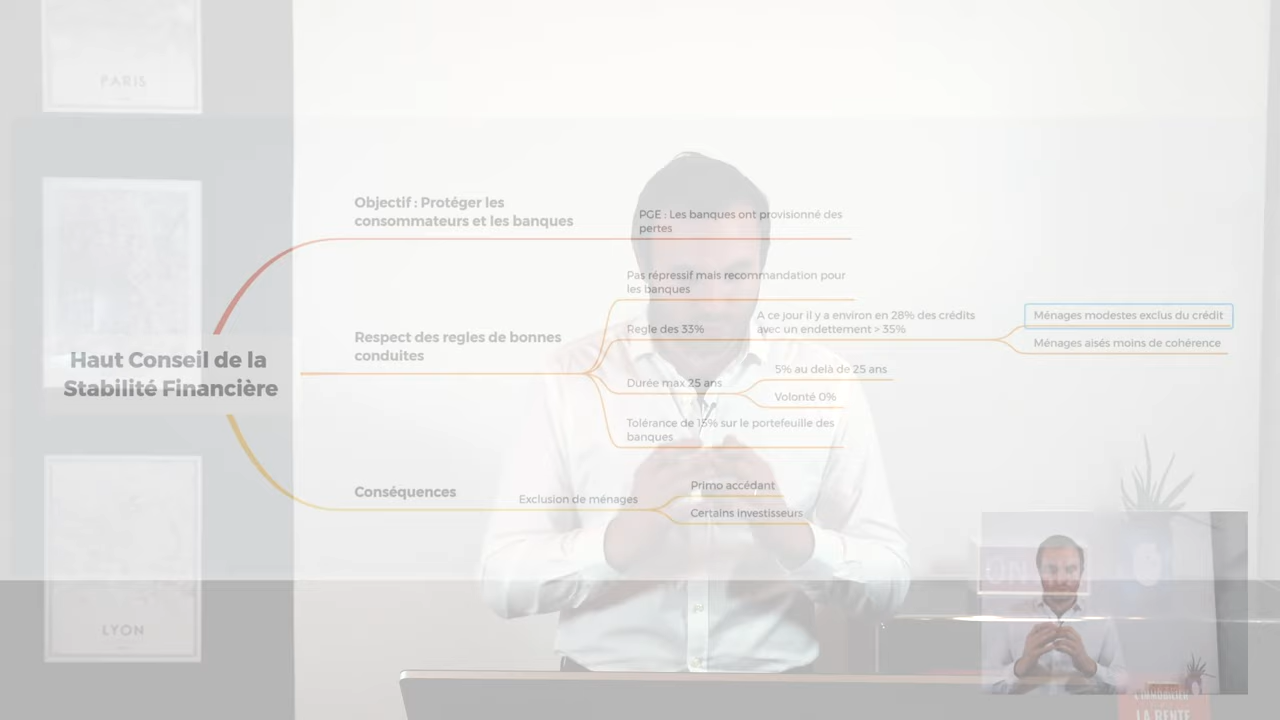 PARIS
Objectif : Protéger les
consommateurs et les banques
PGE : Les banques ont provisionné des
pertes
Pas répressif mais recommandation pour
les banques
Respect des regles de bonnes
conduites
Regle des 33%
A ce jour il y a environ en 28% des crédits
avec un endettement > 35%
Ménages modestes exclus du crédit
Ménages aisés moins de cohérence
Haut Conseil de la
Stabilité Financière
Durée max 25 ans
5% au delà de 25 ans
Volonté 0%
Tolérance de 15% sur le portefeuille des
banques
Conséquences
Exclusion de ménages
Primo accédant
Certains investisseurs
ON
LYON
L'IMMOBILIER
LA RENTE